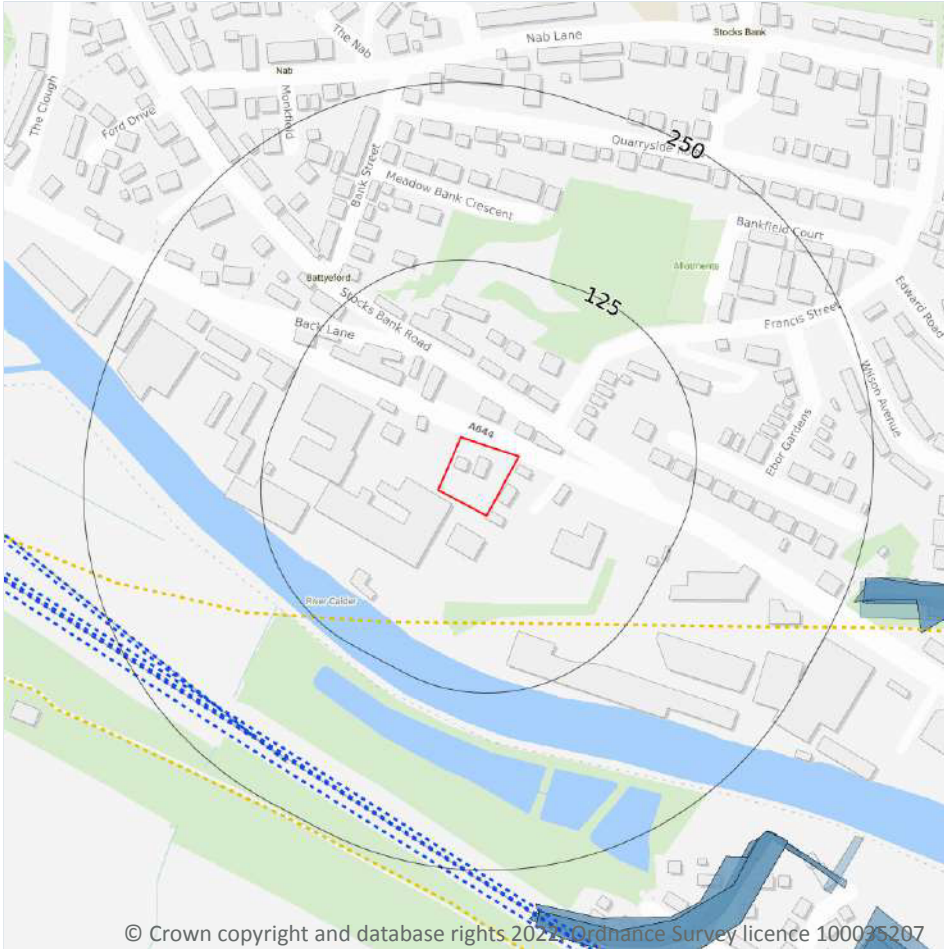 The Nab
Nab Lane
Stocks Bank
Nab
The Clough
Ford Drive
Monkfield
250
Bank Street
Meadow Bank Crescent
Bankfield Court
Allotments
Battyeford
125
Stocks Bank Road
Back Lane
Francis Street
Edward Road
Wilson Avenue
A644
Ebor Gardens
River Calder
© Crown copyright and database rights 2022. Ordnance Survey licence 100035207